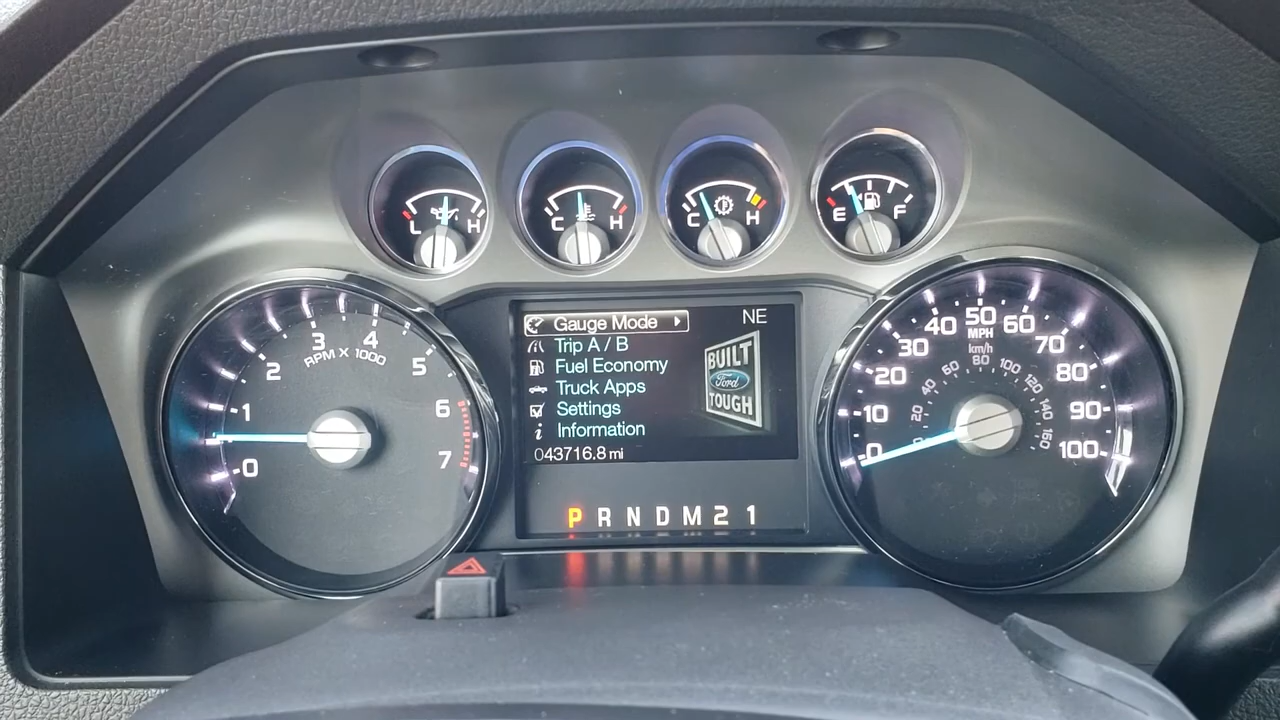 L H
C H
C H
E F
0 1 2 3 4 5 6 7
RPM X 1000
Gauge Mode
Trip A / B
Fuel Economy
Truck Apps
Settings
Information
043716.8 mi
NE
BUILT
Ford
TOUGH
P R N D M 2 1
0 10 20 30 40 50 60 70 80 90 100
MPH
km/h
20 40 60 80 100 120 140 160